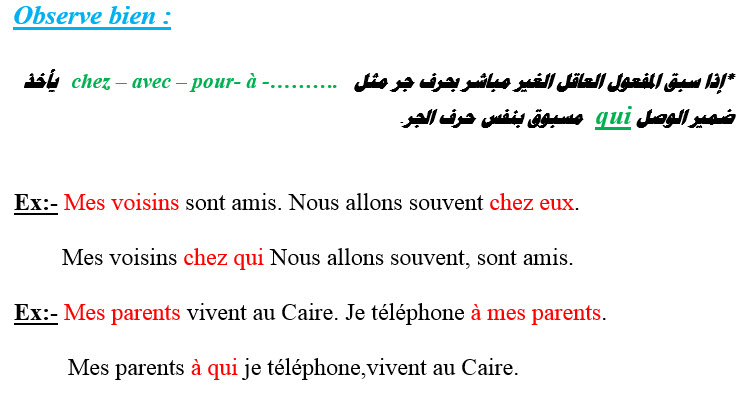 Observe bien :
*إذا سبق المفعول العاقل الغير مباشر بحرف جر مثل chez – avec – pour- à -………. يأخذ
ضمير الوصل qui مسبوق بنفس حرف الجر.
Ex:- Mes voisins sont amis. Nous allons souvent chez eux.
Mes voisins chez qui Nous allons souvent, sont amis.
Ex:- Mes parents vivent au Caire. Je téléphone à mes parents.
Mes parents à qui je téléphone,vivent au Caire.